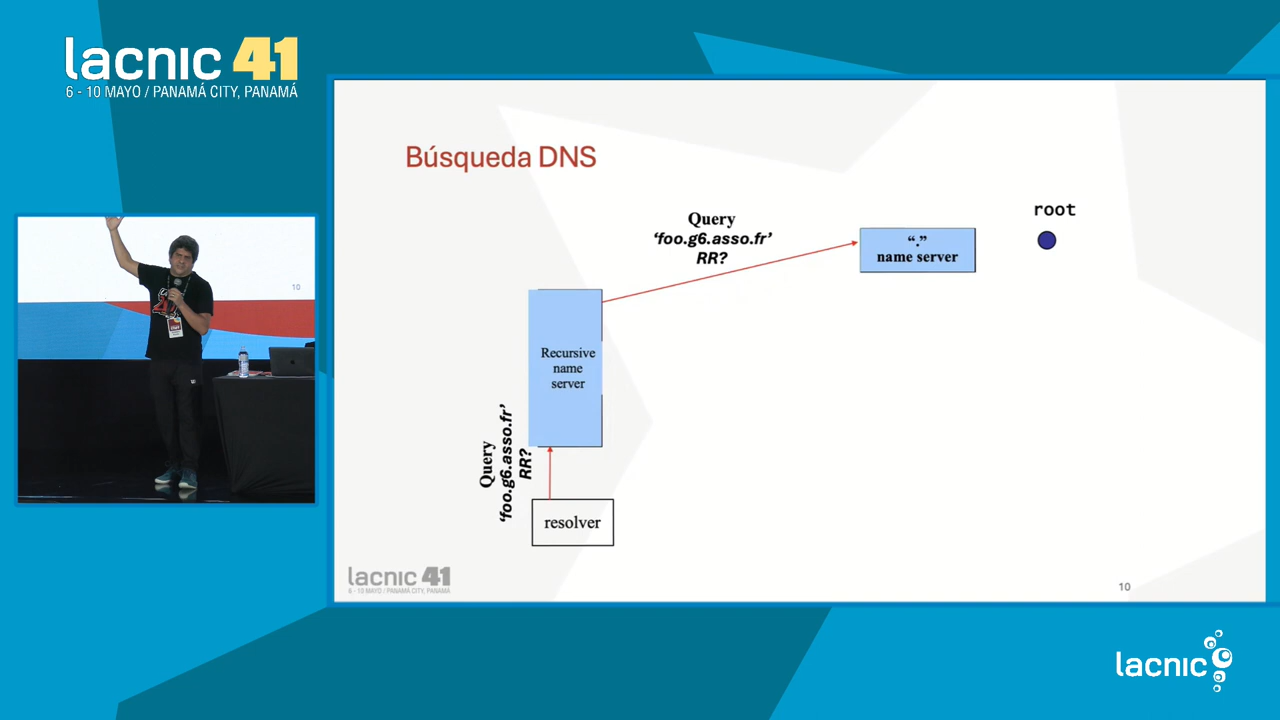 lacnic 41
6 - 10 MAYO / PANAMÁ CITY, PANAMÁ
Búsqueda DNS
root
Query
‘foo.g6.asso.fr’
RR?
“.”
name server
Recursive
name
server
Query
‘foo.g6.asso.fr’
RR?
resolver
lacnic 41
6 - 10 MAYO / PANAMÁ CITY, PANAMÁ
10
10
lacnic